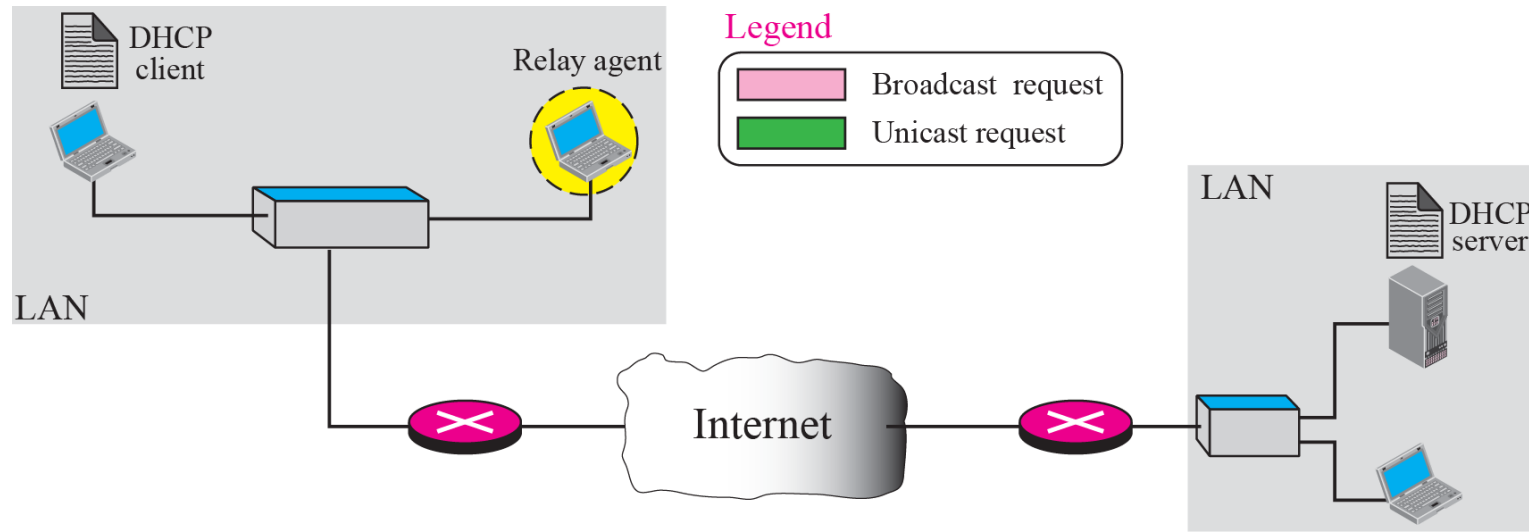 DHCP
client
Relay agent
LAN
Legend
Broadcast request
Unicast request
LAN
DHCP
server
Internet